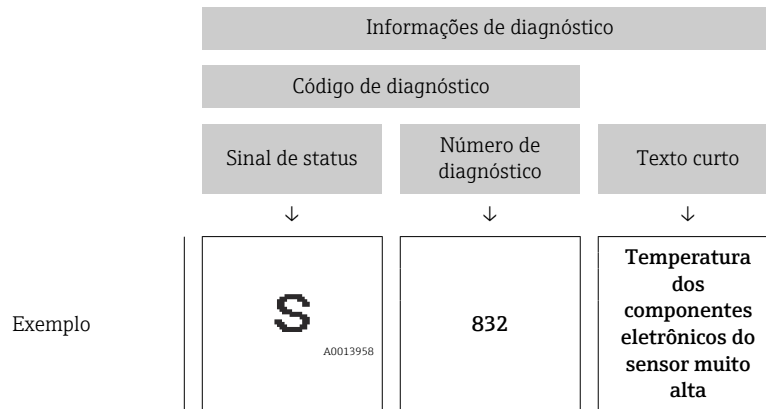 Informações de diagnóstico
Código de diagnóstico
Sinal de status
Número de
diagnóstico
Texto curto
↓ ↓ ↓
Exemplo
S
A0013958
832
Temperatura
dos
componentes
eletrônicos do
sensor muito
alta